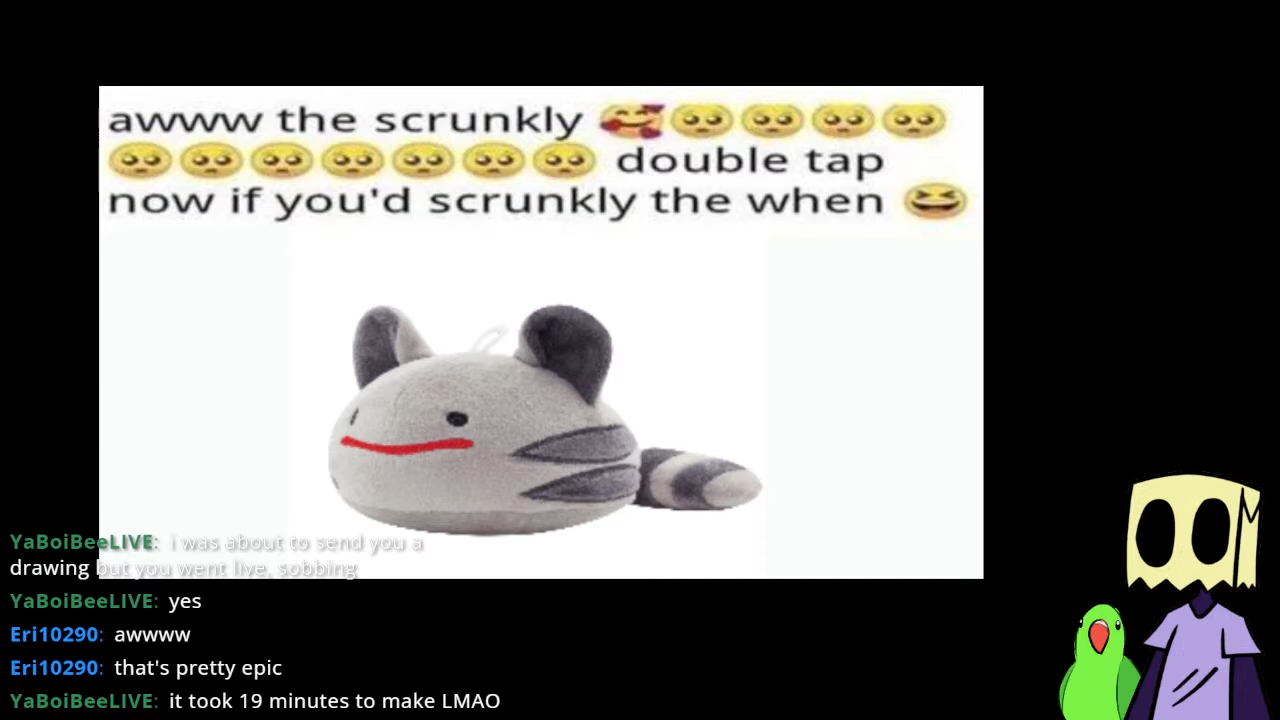 awww the scrunkly 🥰🥺🥺🥺🥺
🥺🥺🥺🥺🥺🥺🥺 double tap
now if you'd scrunkly the when 😆
YaBoiBeeLIVE: i was about to send you a
drawing but you went live, sobbing
YaBoiBeeLIVE: yes
Eri10290: awwww
Eri10290: that's pretty epic
YaBoiBeeLIVE: it took 19 minutes to make LMAO